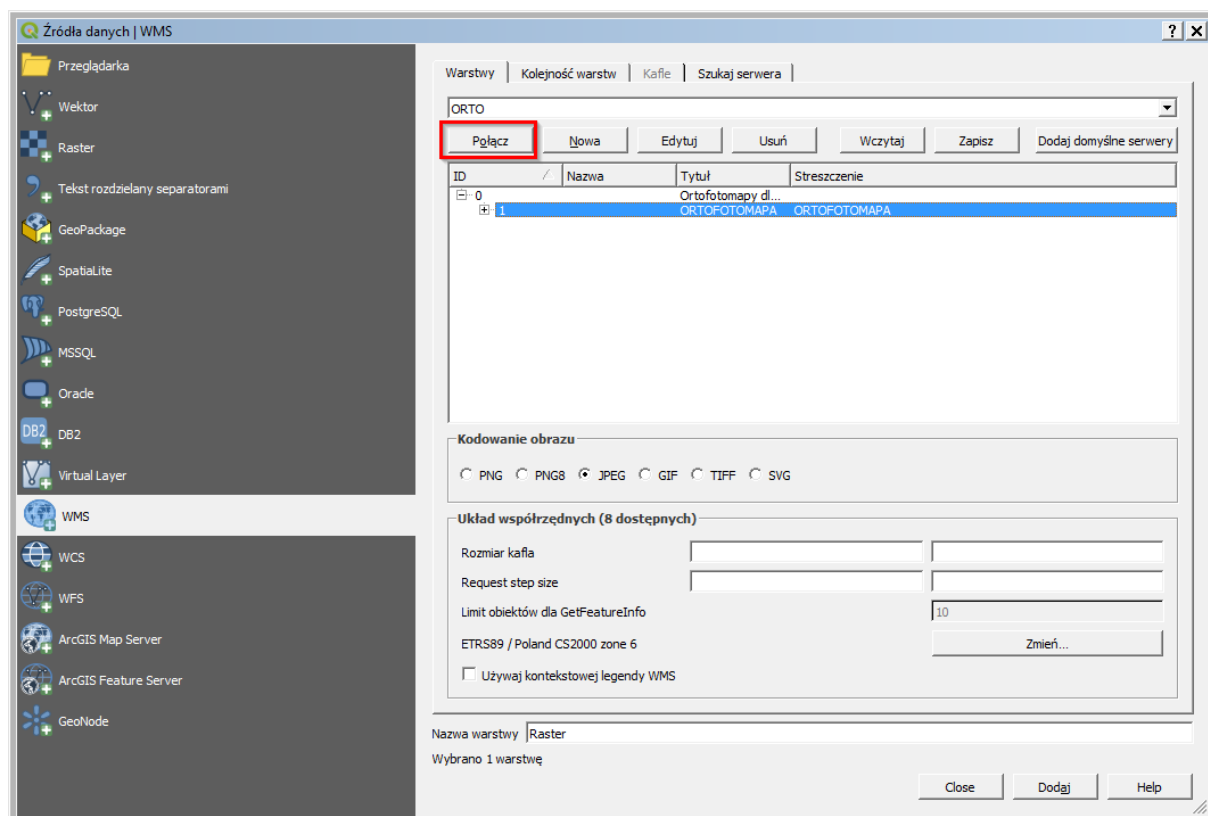 Źródła danych | WMS
Przeglądarka
Wektor
Raster
Tekst rozdzielany separatorami
GeoPackage
SpatiaLite
PostgreSQL
MSSQL
Oracle
DB2
DB2
Virtual Layer
WMS
WCS
WFS
ArcGIS Map Server
ArcGIS Feature Server
GeoNode
Warstwy Kolejność warstw Kafle Szukaj serwera
ORTO
Połącz Nowa Edytuj Usuń Wczytaj Zapisz Dodaj domyślne serwery
ID Nazwa Tytuł Streszczenie
0 Ortofotomapy dl...
1 ORTOFOTOMAPA ORTOFOTOMAPA
Kodowanie obrazu
PNG PNG8 JPEG GIF TIFF SVG
Układ współrzędnych (8 dostępnych)
Rozmiar kafla
Request step size
Limit obiektów dla GetFeatureInfo 10
ETRS89 / Poland CS2000 zone 6 Zmień...
Używaj kontekstowej legendy WMS
Nazwa warstwy Raster
Wybrano 1 warstwę
Close Dodaj Help